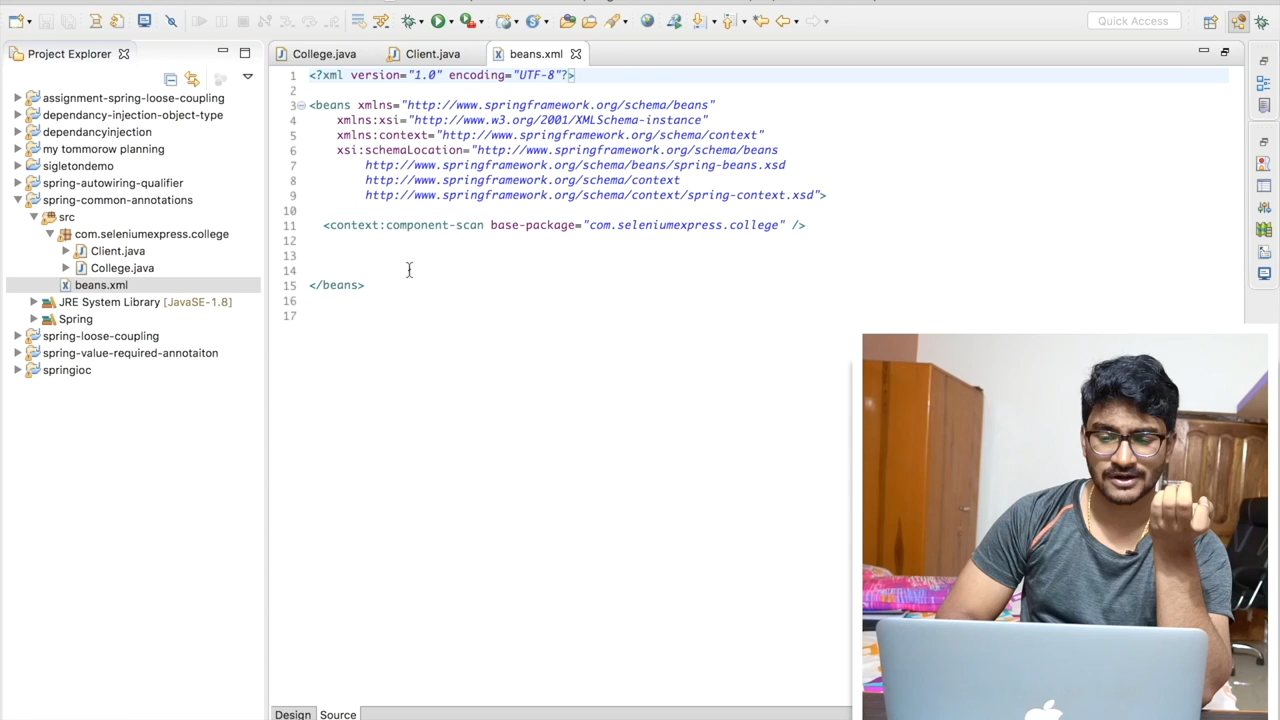 Quick Access
Project Explorer
College.java
Client.java
beans.xml
assignment-spring-loose-coupling
dependancy-injection-object-type
dependancyinjection
my tommorow planning
sigletondemo
spring-autowiring-qualifier
spring-common-annotations
src
com.seleniumexpress.college
Client.java
College.java
beans.xml
JRE System Library [JavaSE-1.8]
Spring
spring-loose-coupling
spring-value-required-annotaiton
springioc
1 <?xml version="1.0" encoding="UTF-8"?>
2
3 <beans xmlns="http://www.springframework.org/schema/beans"
4 xmlns:xsi="http://www.w3.org/2001/XMLSchema-instance"
5 xmlns:context="http://www.springframework.org/schema/context"
6 xsi:schemaLocation="http://www.springframework.org/schema/beans
7 http://www.springframework.org/schema/beans/spring-beans.xsd
8 http://www.springframework.org/schema/context
9 http://www.springframework.org/schema/context/spring-context.xsd">
10
11 <context:component-scan base-package="com.seleniumexpress.college" />
12
13
14
15 </beans>
16
17
Design
Source